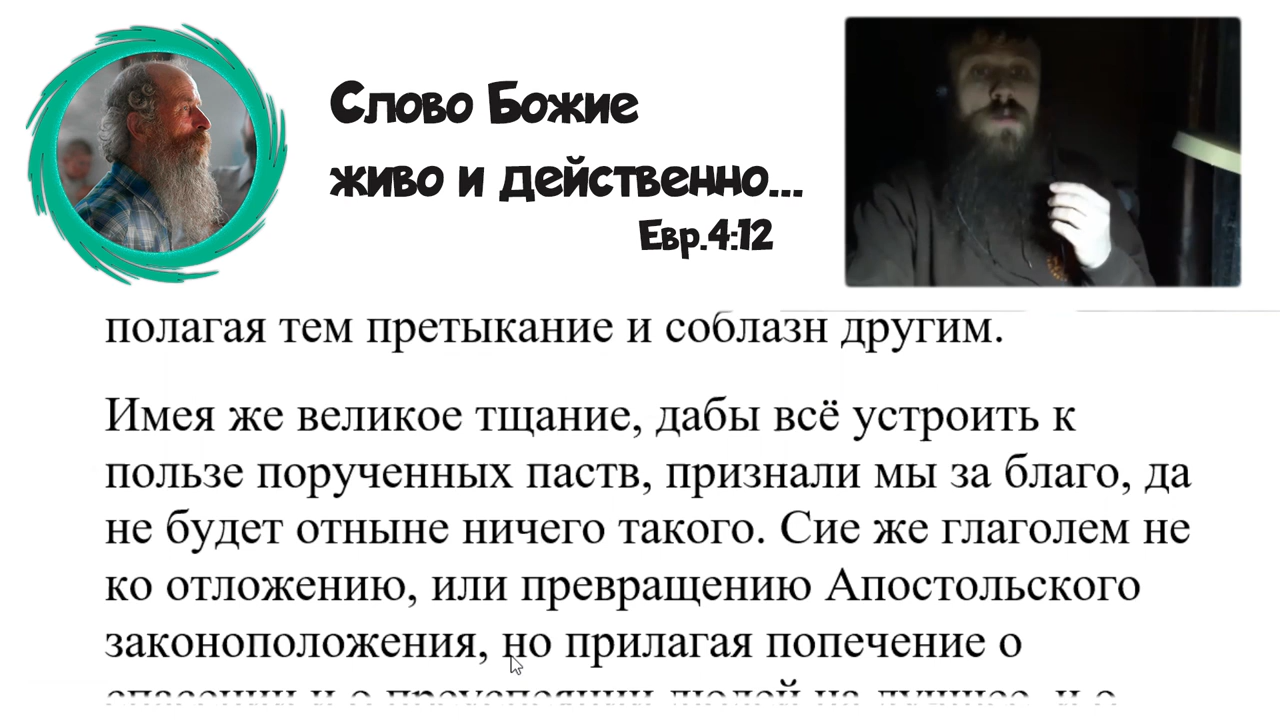 Слово Божие
живо и действенно...
Евр.4:12
полагая тем претыкание и соблазн другим.
Имея же великое тщание, дабы всё устроить к
пользе порученных паств, признали мы за благо, да
не будет отныне ничего такого. Сие же глаголем не
ко отложению, или превращению Апостольского
законоположения, но прилагая попечение о